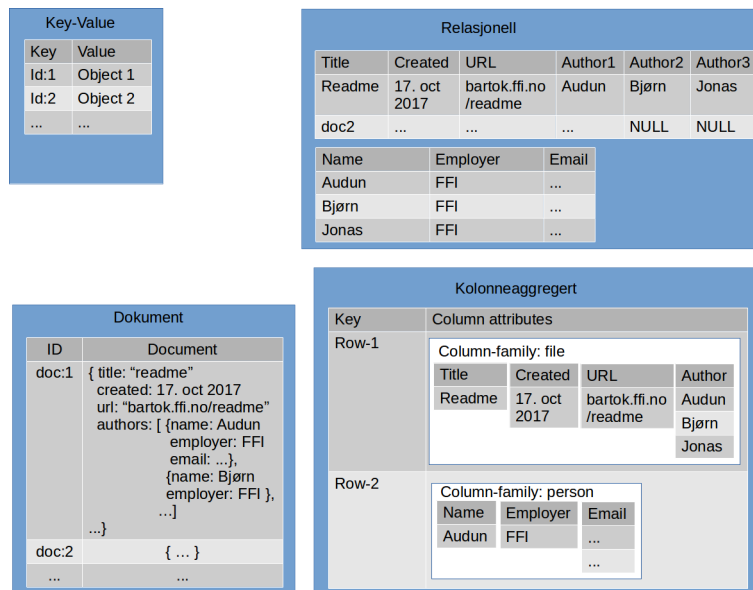 Key-Value
Key Value
Id:1 Object 1
Id:2 Object 2
... ...
Relasjonell
Title Created URL Author1 Author2 Author3
Readme 17. oct bartok.ffi.no Audun Bjørn Jonas
2017 /readme
doc2 ... ... ... NULL NULL
Name Employer Email
Audun FFI ...
Bjørn FFI ...
Jonas FFI ...
Dokument
ID Document
doc:1 { title: “readme”
created: 17. oct 2017
url: “bartok.ffi.no/readme”
authors: [ {name: Audun
employer: FFI
email: ...},
{name: Bjørn
employer: FFI },
…]
...}
doc:2 { … }
... ...
Kolonneaggregert
Key Column attributes
Row-1
Column-family: file
Title Created URL Author
Readme 17. oct bartok.ffi.no Audun
2017 /readme Bjørn
Jonas
Row-2
Column-family: person
Name Employer Email
Audun FFI ...
...